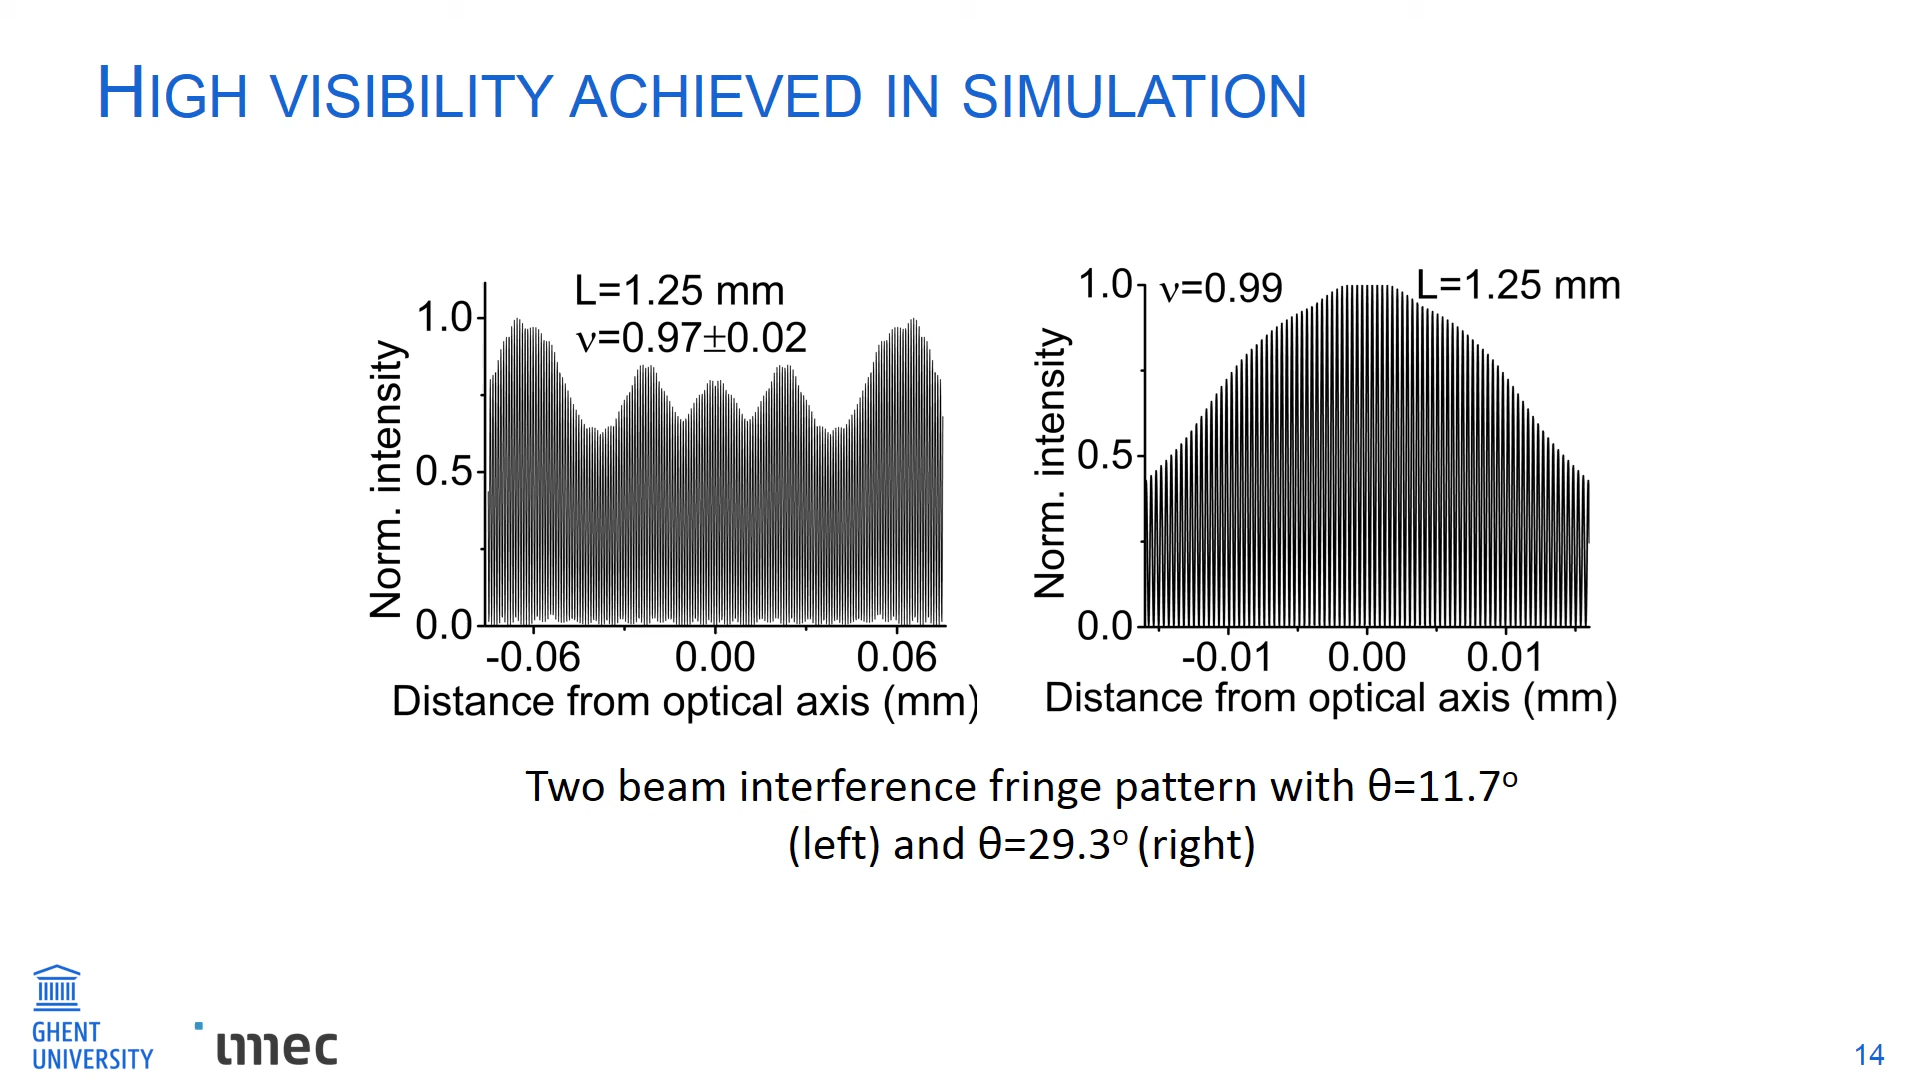 HIGH VISIBILITY ACHIEVED IN SIMULATION
L=1.25 mm
ν=0.97±0.02
1.0
0.5
0.0
Norm. intensity
-0.06 0.00 0.06
Distance from optical axis (mm)
ν=0.99
L=1.25 mm
1.0
0.5
0.0
Norm. intensity
-0.01 0.00 0.01
Distance from optical axis (mm)
Two beam interference fringe pattern with θ=11.7º
(left) and θ=29.3º (right)
GHENT
UNIVERSITY
imec
14